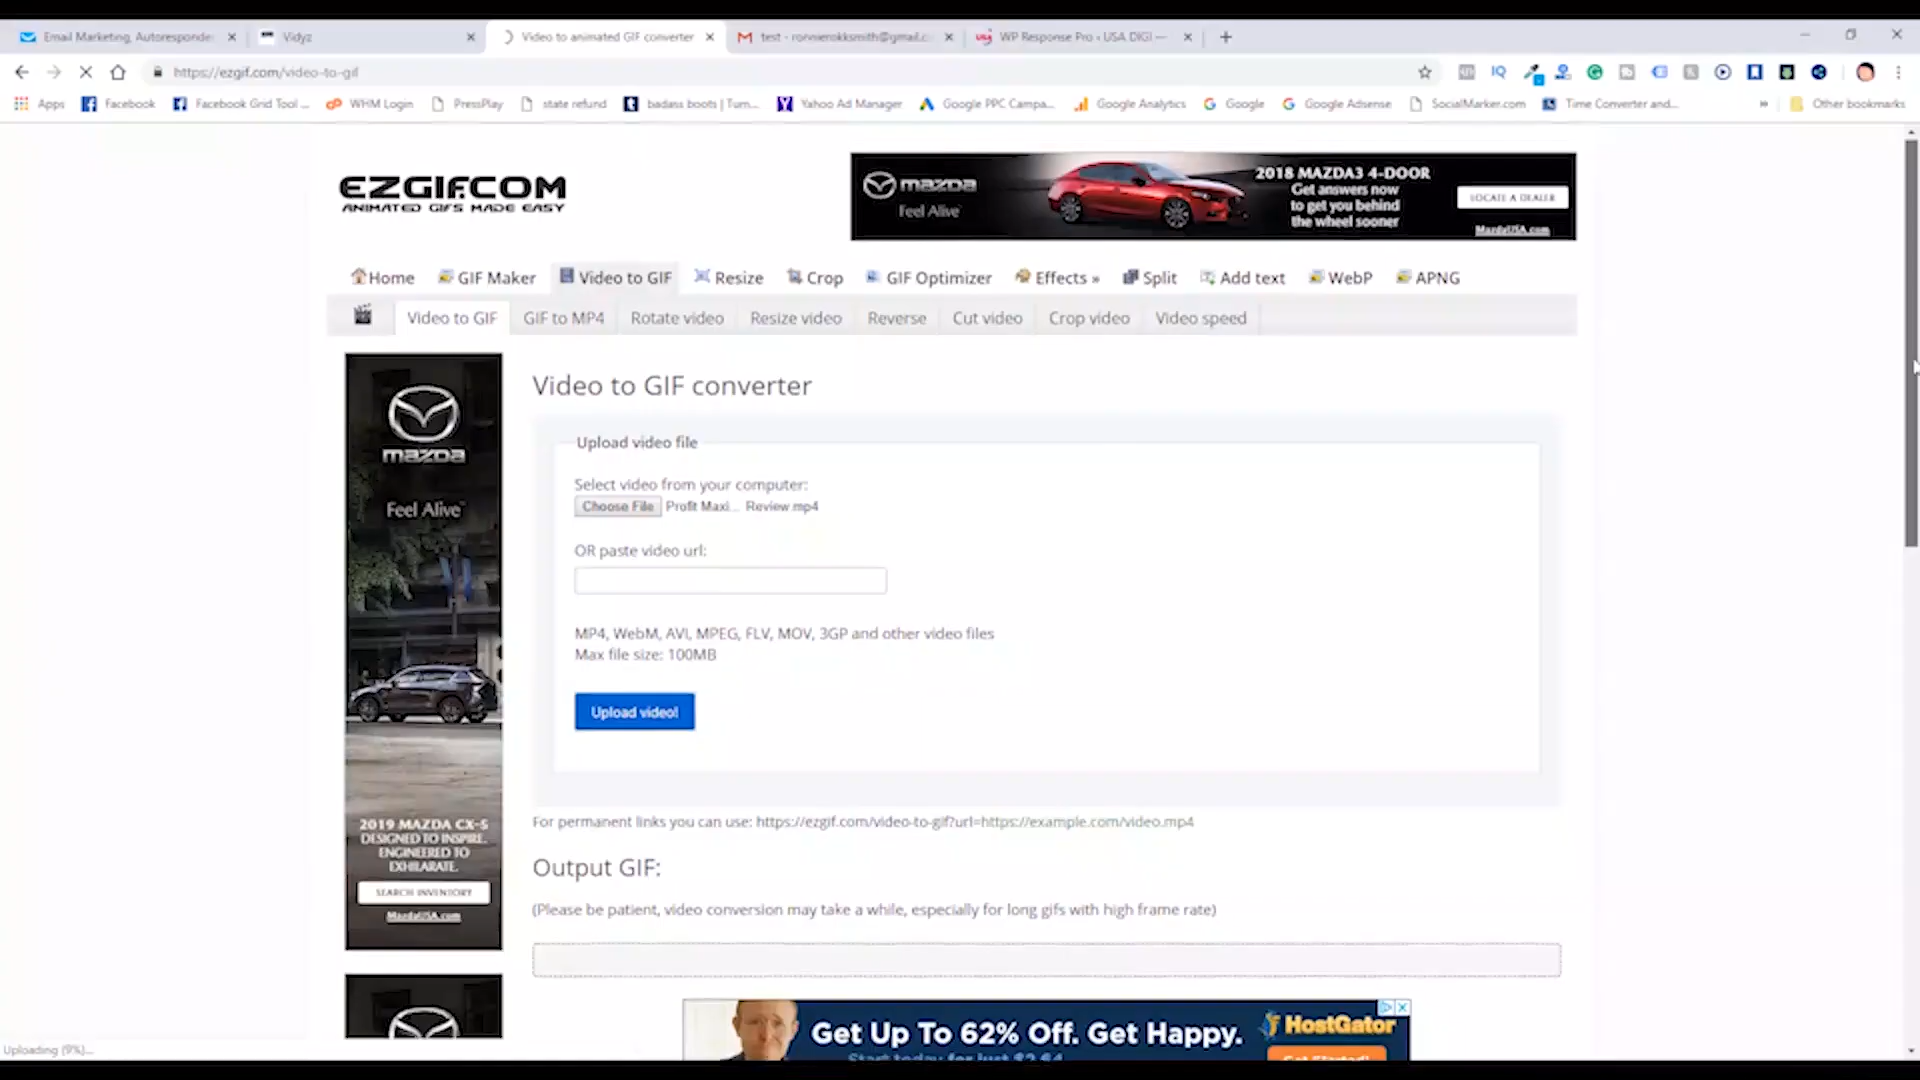 Email Marketing, Autoresponde
Vidyz
Video to animated GIF converter
test - ronnierokksmith@gmail.c
WP Response Pro ‹ USA DIGI —
https://ezgif.com/video-to-gif
Apps
Facebook
Facebook Grid Tool ...
WHM Login
PressPlay
state refund
badass boots | Tum...
Yahoo Ad Manager
Google PPC Campa...
Google Analytics
Google
Google Adsense
SocialMarker.com
Time Converter and...
»
Other bookmarks
EZGIF.COM
ANIMATED GIFS MADE EASY
mazda
Feel Alive
2018 MAZDA3 4-DOOR
Get answers now
to get you behind
the wheel sooner
LOCATE A DEALER
MazdaUSA.com
Home
GIF Maker
Video to GIF
Resize
Crop
GIF Optimizer
Effects »
Split
Add text
WebP
APNG
Video to GIF
GIF to MP4
Rotate video
Resize video
Reverse
Cut video
Crop video
Video speed
mazda
Feel Alive
2019 MAZDA CX-5
DESIGNED TO INSPIRE.
ENGINEERED TO
EXHILARATE.
SEARCH INVENTORY
MazdaUSA.com
Video to GIF converter
Upload video file
Select video from your computer:
Choose File Profit Maxi... Review.mp4
OR paste video url:
MP4, WebM, AVI, MPEG, FLV, MOV, 3GP and other video files
Max file size: 100MB
Upload video!
For permanent links you can use: https://ezgif.com/video-to-gif?url=https://example.com/video.mp4
Output GIF:
(Please be patient, video conversion may take a while, especially for long gifs with high frame rate)
Get Up To 62% Off. Get Happy.
Start today for just $2.64
HostGator
Get Started!
Uploading (9%)...